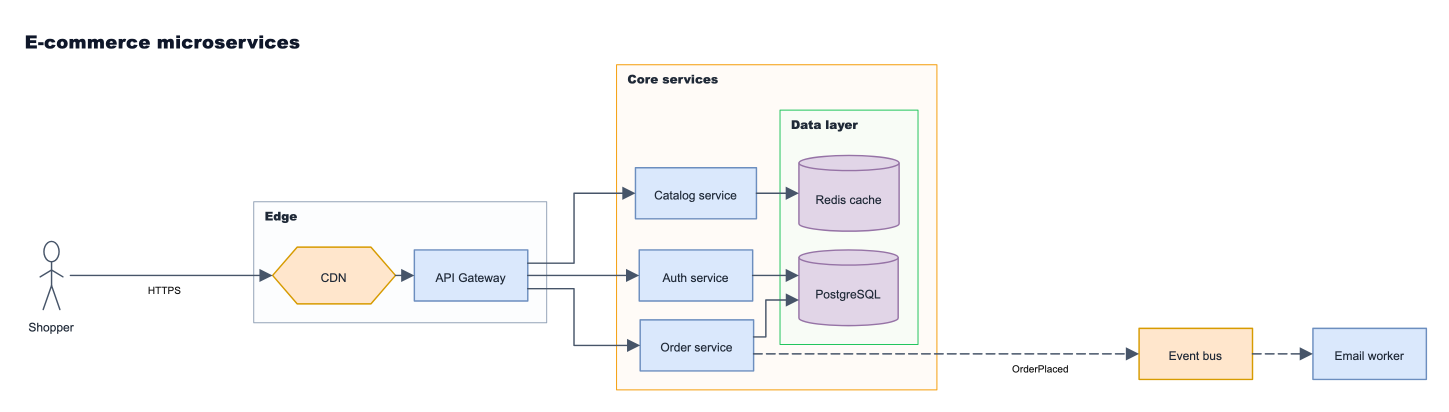 E-commerce microservices
Core services
Data layer
Catalog service
Redis cache
Edge
CDN
API Gateway
Auth service
PostgreSQL
HTTPS
Shopper
Order service
OrderPlaced
Event bus
Email worker